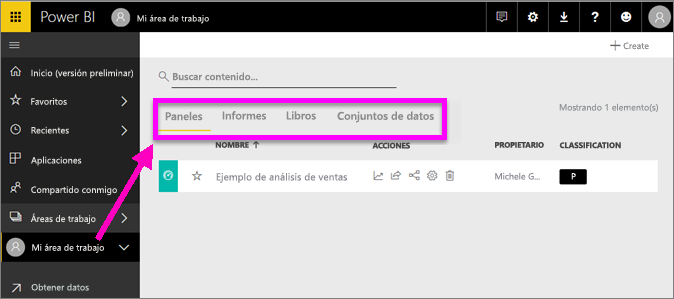 Power BI
Mi área de trabajo
Create
Inicio (versión preliminar)
Favoritos
Recientes
Aplicaciones
Compartido conmigo
Áreas de trabajo
Mi área de trabajo
Obtener datos
Buscar contenido...
Paneles Informes Libros Conjuntos de datos
Mostrando 1 elemento(s)
NOMBRE ACCIONES PROPIETARIO CLASSIFICATION
Ejemplo de análisis de ventas Michele G... P